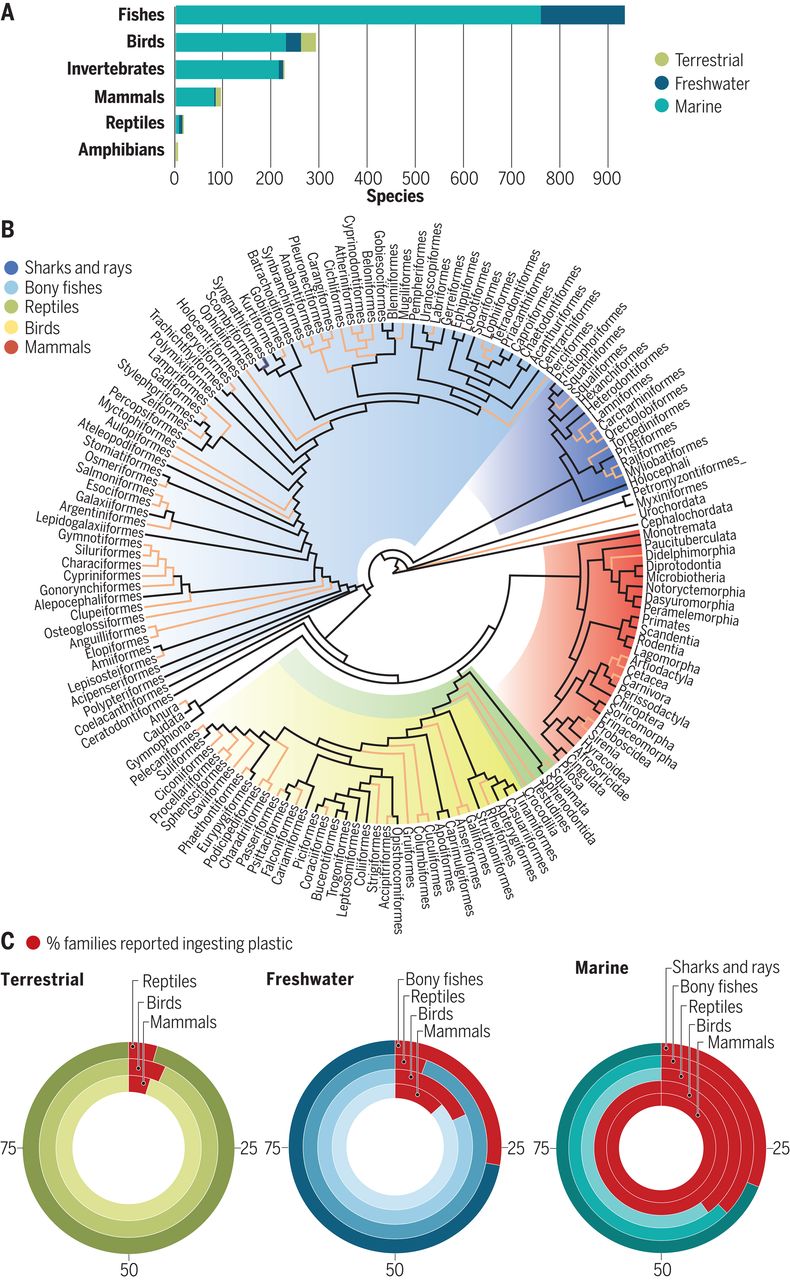 A
Fishes
Birds
Invertebrates
Mammals
Reptiles
Amphibians
Terrestrial
Freshwater
Marine
0 100 200 300 400 500 600 700 800 900
Species
B
Sharks and rays
Bony fishes
Reptiles
Birds
Mammals
Ceratodontiformes
Coelacanthiformes
Polypteriformes
Acipenseriformes
Lepisosteiformes
Amiiformes
Elopiformes
Anguilliformes
Osteoglossiformes
Clupeiformes
Alepocephaliformes
Gonorynchiformes
Cypriniformes
Characiformes
Siluriformes
Gymnotiformes
Lepidogalaxiiformes
Argentiniformes
Galaxiiformes
Esociformes
Salmoniformes
Osmeriformes
Stomiatiformes
Ateleopodiformes
Aulopiformes
Myctophiformes
Percopsiformes
Zeiformes
Stylephoriformes
Gadiformes
Lampriformes
Polymixiiformes
Trachichthyiformes
Beryciformes
Holocentriformes
Ophidiiformes
Scombriformes
Syngnathiformes
Kurtiformes
Gobiiformes
Batrachoidiformes
Synbranchiformes
Anabantiformes
Pleuronectiformes
Carangiformes
Cichliformes
Atheriniformes
Cyprinodontiformes
Beloniformes
Gobiesociformes
Blenniiformes
Mugiliformes
Pempheriformes
Uranoscopiformes
Labriformes
Gerreiformes
Ephippiformes
Lobotiformes
Spariformes
Lophiiformes
Tetraodontiformes
Priacanthiformes
Caproiformes
Chaetodontiformes
Acanthuriformes
Centrarchiformes
Perciformes
Pristiophoriformes
Squatiniformes
Squaliformes
Hexanchiformes
Heterodontiformes
Lamniformes
Carcharhiniformes
Orectolobiformes
Torpediniformes
Pristiformes
Rajiformes
Myliobatiformes
Holocephali
Petromyzontiformes_
Myxiniformes
Urochordata
Cephalochordata
Monotremata
Paucituberculata
Didelphimorphia
Diprotodontia
Microbiotheria
Notoryctemorphia
Dasyuromorphia
Peramelemorphia
Primates
Scandentia
Rodentia
Lagomorpha
Artiodactyla
Cetacea
Carnivora
Perissodactyla
Chiroptera
Soricomorpha
Erinaceomorpha
Proboscidea
Sirenia
Hyracoidea
Afrosoricidae
Cingulata
Pilosa
Squamata
Sphenodontida
Testudines
Crocodilia
Tinamiformes
Casuariiformes
Apterygiformes
Rheiformes
Struthioniformes
Galliformes
Anseriformes
Caprimulgiformes
Apodiformes
Cuculiformes
Columbiformes
Gruiformes
Opisthocomiformes
Accipitriformes
Strigiformes
Coliiformes
Leptosomiformes
Trogoniformes
Bucerotiformes
Coraciiformes
Piciformes
Cariamiformes
Falconiformes
Psittaciformes
Passeriformes
Charadriiformes
Podicipediformes
Eurypygiformes
Phaethontiformes
Gaviiformes
Sphenisciformes
Procellariiformes
Ciconiiformes
Suliformes
Pelecaniformes
Gymnophiona
Caudata
Anura
C
% families reported ingesting plastic
Terrestrial
Reptiles
Birds
Mammals
75
25
50
Freshwater
Bony fishes
Reptiles
Birds
Mammals
75
25
50
Marine
Sharks and rays
Bony fishes
Reptiles
Birds
Mammals
75
25
50